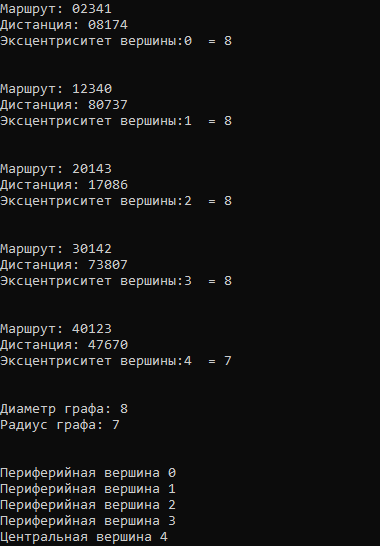 Маршрут: 02341
Дистанция: 08174
Эксцентриситет вершины:0  = 8
Маршрут: 12340
Дистанция: 80737
Эксцентриситет вершины:1  = 8
Маршрут: 20143
Дистанция: 17086
Эксцентриситет вершины:2  = 8
Маршрут: 30142
Дистанция: 73807
Эксцентриситет вершины:3  = 8
Маршрут: 40123
Дистанция: 47670
Эксцентриситет вершины:4  = 7
Диаметр графа: 8
Радиус графа: 7
Периферийная вершина 0
Периферийная вершина 1
Периферийная вершина 2
Периферийная вершина 3
Центральная вершина 4